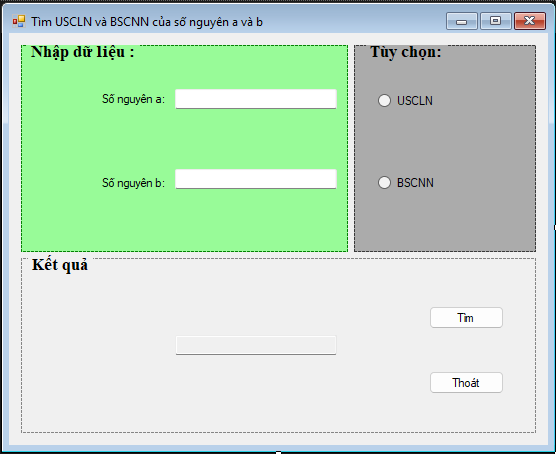 Tìm USCLN và BSCNN của số nguyên a và b
Nhập dữ liệu :
Số nguyên a:
Số nguyên b:
Tùy chọn:
USCLN
BSCNN
Kết quả
Tìm
Thoát